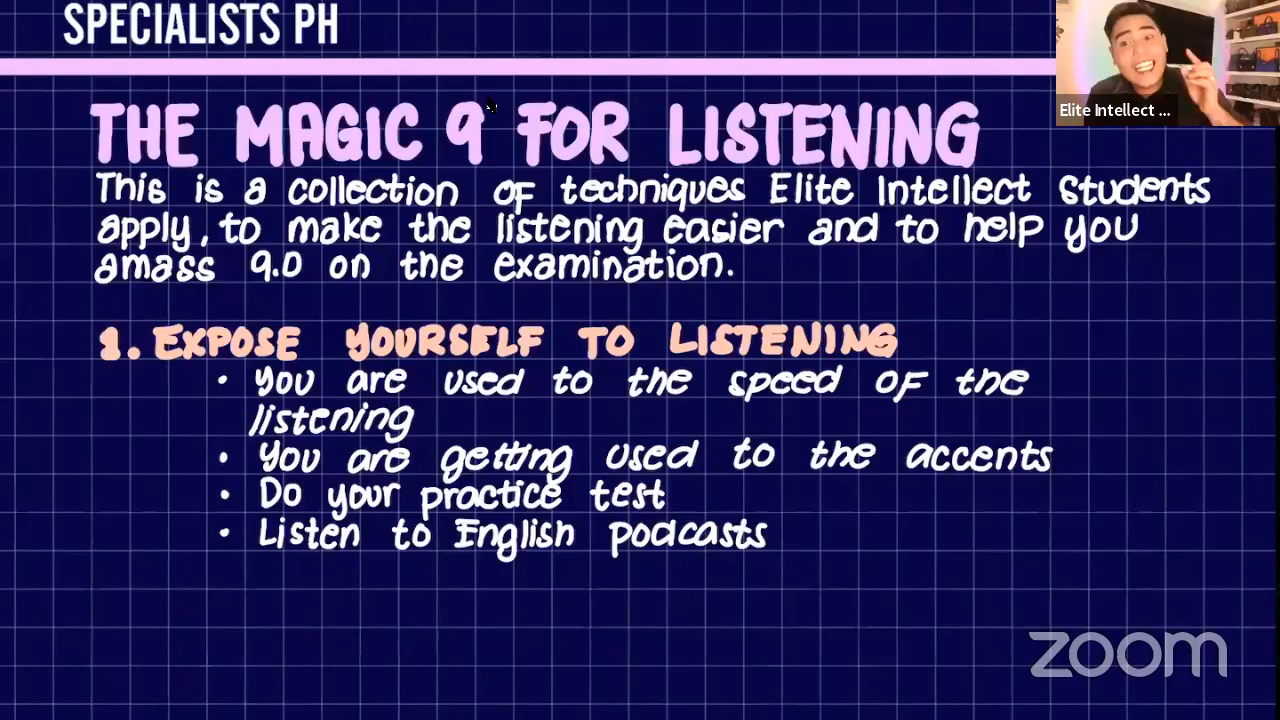 SPECIALISTS PH
Elite Intellect ...
THE MAGIC 9 FOR LISTENING
This is a collection of techniques Elite Intellect Students
apply, to make the listening easier and to help you
amass 9.0 on the examination.
1. EXPOSE YOURSELF TO LISTENING
• You are used to the speed of the
listening
• You are getting used to the accents
• Do your practice test
• Listen to English podcasts
zoom